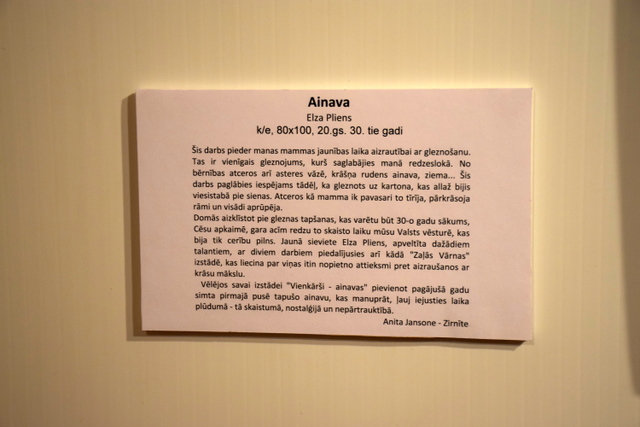 Ainava
Elza Pliens
k/e, 80x100, 20.gs. 30. tie gadi
Šis darbs pieder manas mammas jaunības laika aizrautībai ar gleznošanu.
Tas ir vienīgais gleznojums, kurš saglabājies manā redzeslokā. No
bērnības atceros arī asteres vāzē, krāšņa rudens ainava, ziema... Šis
darbs paglābies iespējams tādēļ, ka gleznots uz kartona, kas allaž bijis
viesistabā pie sienas. Atceros kā mamma ik pavasari to tīrīja, pārkrāsoja
rāmi un visādi aprūpēja.
Domās aizklīstot pie gleznas tapšanas, kas varētu būt 30-o gadu sākums,
Cēsu apkaimē, gara acīm redzu to skaisto laiku mūsu Valsts vēsturē, kas
bija tik cerību pilns. Jaunā sieviete Elza Pliens, apveltīta dažādiem
talantiem, ar diviem darbiem piedalījusies arī kādā "Zaļās Vārnas"
izstādē, kas liecina par viņas itin nopietno attieksmi pret aizraušanos ar
krāsu mākslu.
Vēlējos savai izstādei "Vienkārši - ainavas" pievienot pagājušā gadu
simta pirmajā pusē tapušo ainavu, kas manuprāt, ļauj iejusties laika
plūdumā - tā skaistumā, nostalģijā un nepārtrauktībā.
Anita Jansone - Zirnīte